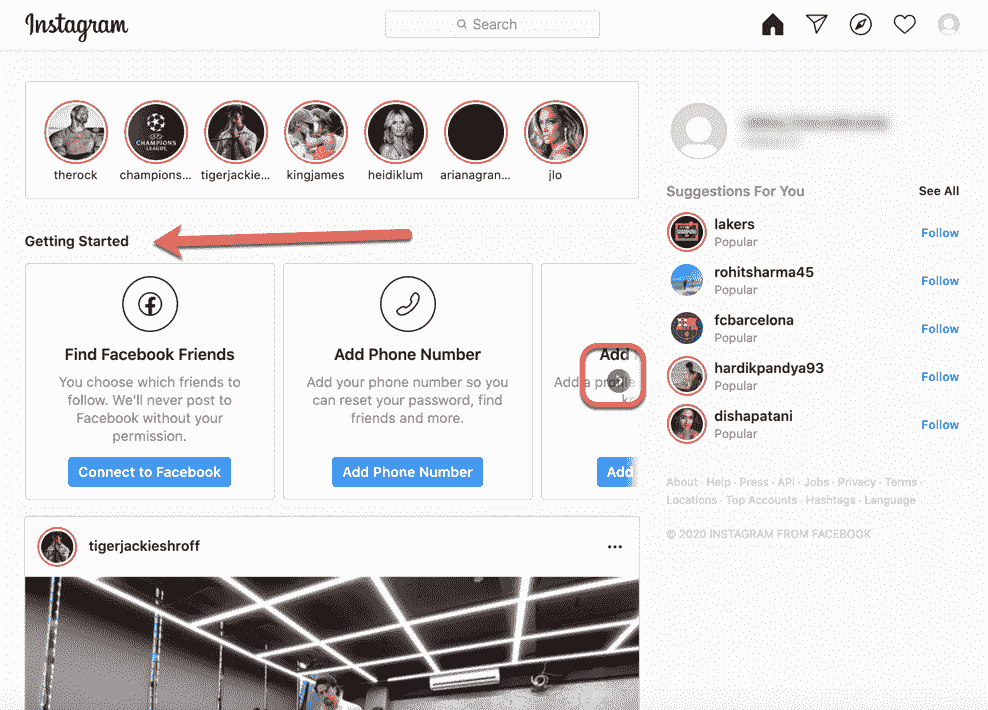 Instagram
Search
therock
champions...
tigerjackie...
kingjames
heidiklum
arianagran...
jlo
CHAMPIONS
LEAGUE
Suggestions For You
See All
lakers
Popular
Follow
rohitsharma45
Popular
Follow
fcbarcelona
Popular
Follow
hardikpandya93
Popular
Follow
dishapatani
Popular
Follow
About · Help · Press · API · Jobs · Privacy · Terms ·
Locations · Top Accounts · Hashtags · Language
© 2020 INSTAGRAM FROM FACEBOOK
Getting Started
Find Facebook Friends
You choose which friends to
follow. We'll never post to
Facebook without your
permission.
Connect to Facebook
Add Phone Number
Add your phone number so you
can reset your password, find
friends and more.
Add Phone Number
Add
Add a profile
Add
tigerjackieshroff